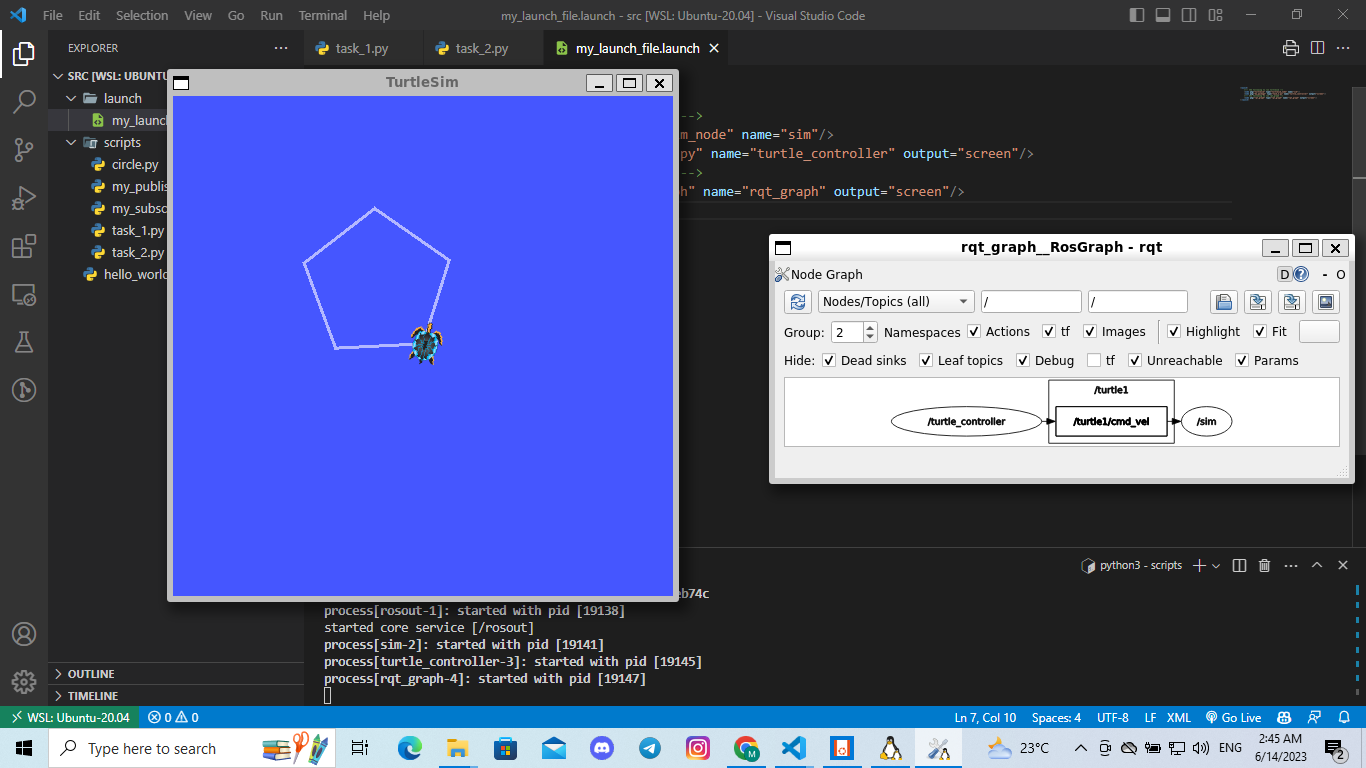 File Edit Selection View Go Run Terminal Help
my_launch_file.launch - src [WSL: Ubuntu-20.04] - Visual Studio Code
EXPLORER
task_1.py
task_2.py
my_launch_file.launch
SRC [WSL: UBUNTU
launch
my_launch
scripts
circle.py
my_publis
my_subsc
task_1.py
task_2.py
hello_world
OUTLINE
TIMELINE
TurtleSim
-->
m_node" name="sim"/>
py" name="turtle_controller" output="screen"/>
-->
h" name="rqt_graph" output="screen"/>
rqt_graph__RosGraph - rqt
Node Graph
D ? - O
Nodes/Topics (all)
/
/
Group: 2 Namespaces Actions tf Images Highlight Fit
Hide: Dead sinks Leaf topics Debug tf Unreachable Params
/turtle1
/turtle_controller
/turtle1/cmd_vel
/sim
python3 - scripts
eb74c
process[rosout-1]: started with pid [19138]
started core service [/rosout]
process[sim-2]: started with pid [19141]
process[turtle_controller-3]: started with pid [19145]
process[rqt_graph-4]: started with pid [19147]
WSL: Ubuntu-20.04 0 0 Ln 7, Col 10 Spaces: 4 UTF-8 LF XML Go Live
Type here to search
23°C
ENG
2:45 AM
6/14/2023
2